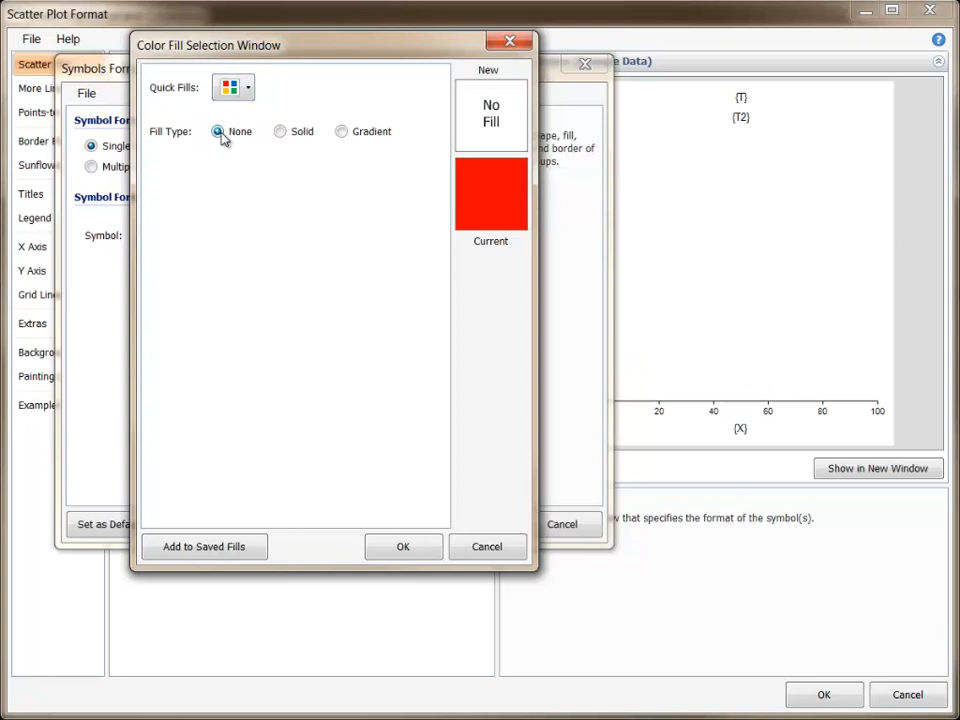 Scatter Plot Format
File Help
Scatter
More Lin
Points-to
Border F
Sunflow
Titles
Legend
X Axis
Y Axis
Grid Line
Extras
Backgro
Painting
Example
Symbols For
File
Symbol For
Single
Multip
Symbol For
Symbol:
Set as Defa
Color Fill Selection Window
Quick Fills:
Fill Type: None Solid Gradient
New
No
Fill
Current
Add to Saved Fills OK Cancel
ape, fill,
nd border of
ups.
Cancel
e Data)
{T}
{T2}
20 40 60 80 100
{X}
Show in New Window
w that specifies the format of the symbol(s).
OK Cancel